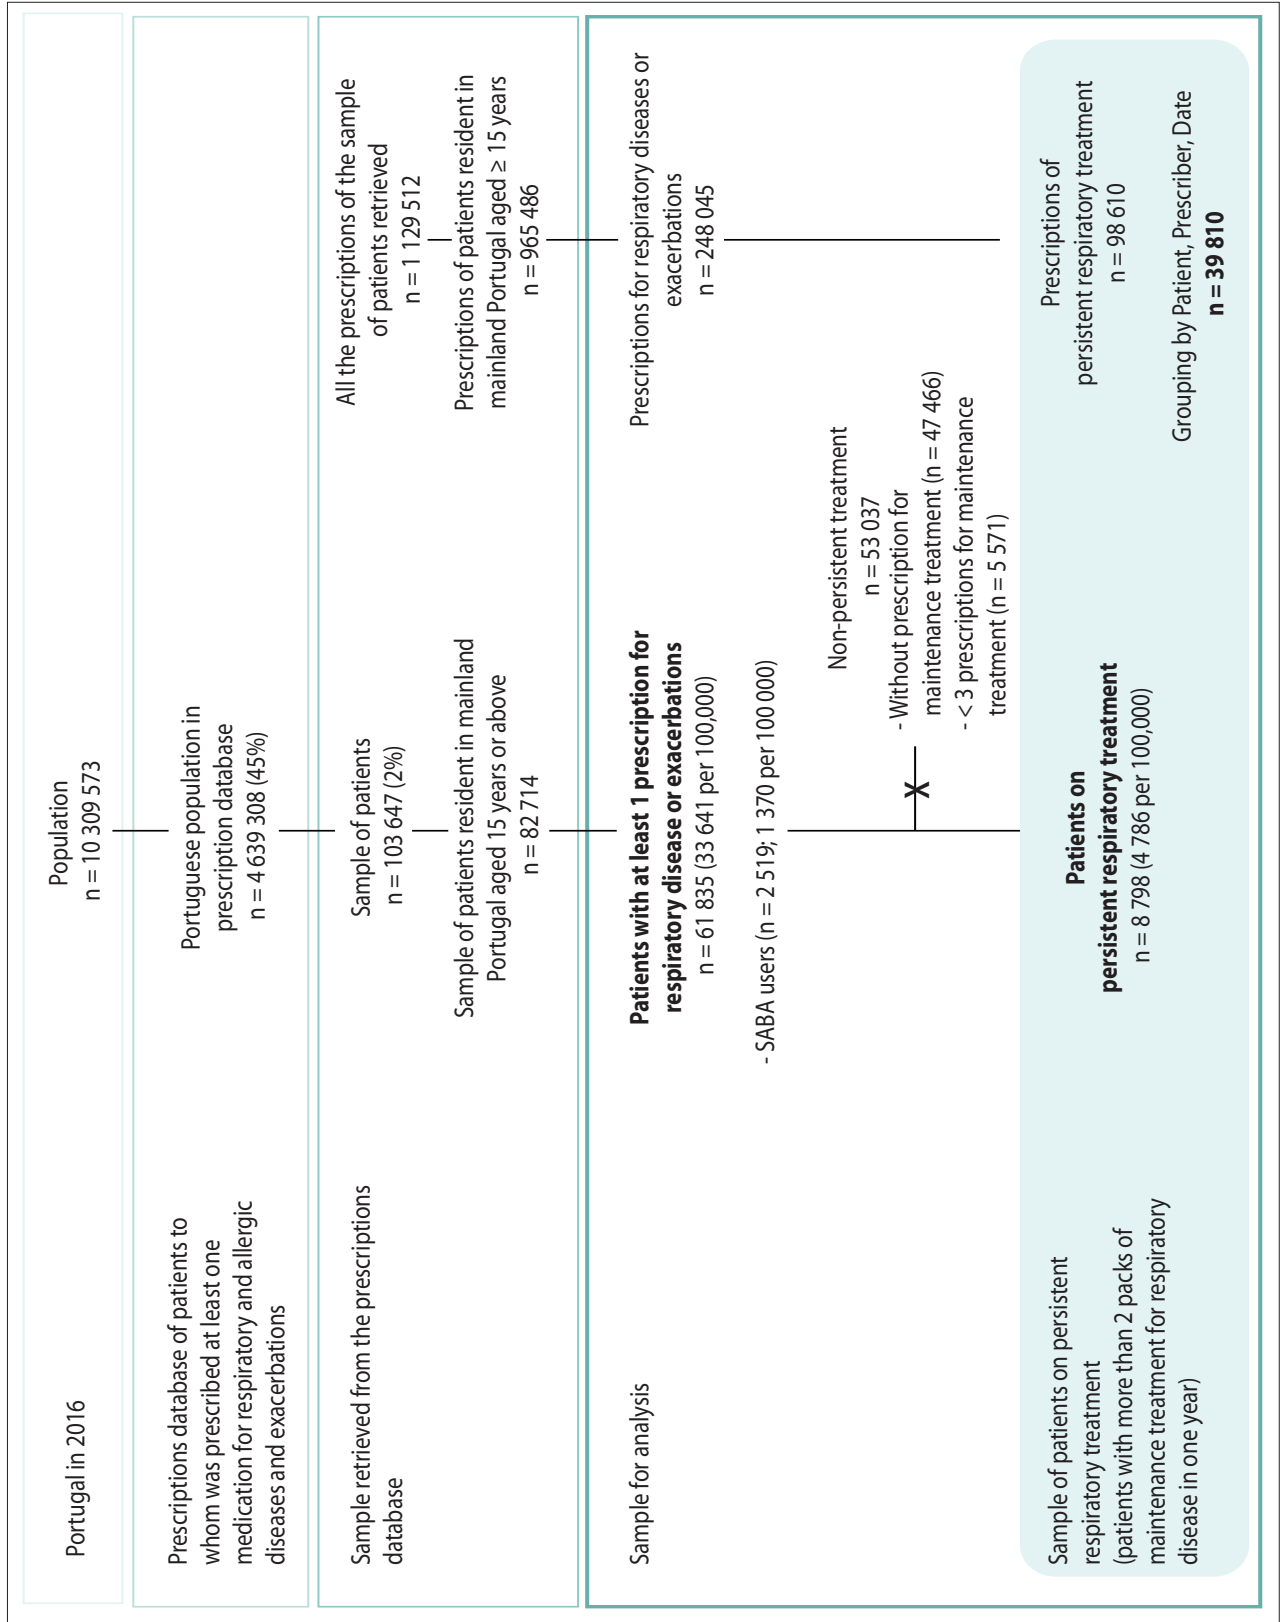 Portugal in 2016
Population
n = 10 309 573
Prescriptions database of patients to
whom was prescribed at least one
medication for respiratory and allergic
diseases and exacerbations
Portuguese population in
prescription database
n = 4 639 308 (45%)
Sample retrieved from the prescriptions
database
Sample of patients
n = 103 647 (2%)
Sample of patients resident in mainland
Portugal aged 15 years or above
n = 82 714
All the prescriptions of the sample
of patients retrieved
n = 1 129 512
Prescriptions of patients resident in
mainland Portugal aged ≥ 15 years
n = 965 486
Sample for analysis
Patients with at least 1 prescription for
respiratory disease or exacerbations
n = 61 835 (33 641 per 100,000)
- SABA users (n = 2 519; 1 370 per 100 000)
Prescriptions for respiratory diseases or
exacerbations
n = 248 045
X
Non-persistent treatment
n = 53 037
- Without prescription for
maintenance treatment (n = 47 466)
- < 3 prescriptions for maintenance
treatment (n = 5 571)
Sample of patients on persistent
respiratory treatment
(patients with more than 2 packs of
maintenance treatment for respiratory
disease in one year)
Patients on
persistent respiratory treatment
n = 8 798 (4 786 per 100,000)
Prescriptions of
persistent respiratory treatment
n = 98 610
Grouping by Patient, Prescriber, Date
n = 39 810